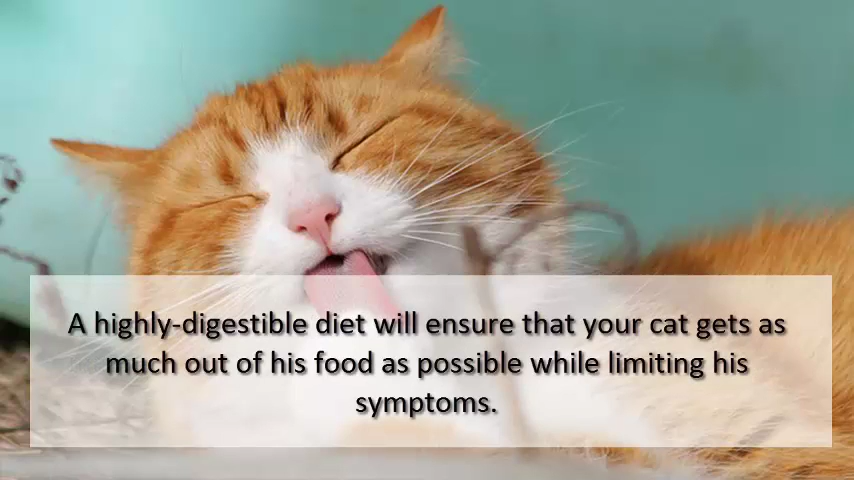 A highly-digestible diet will ensure that your cat gets as
much out of his food as possible while limiting his
symptoms.